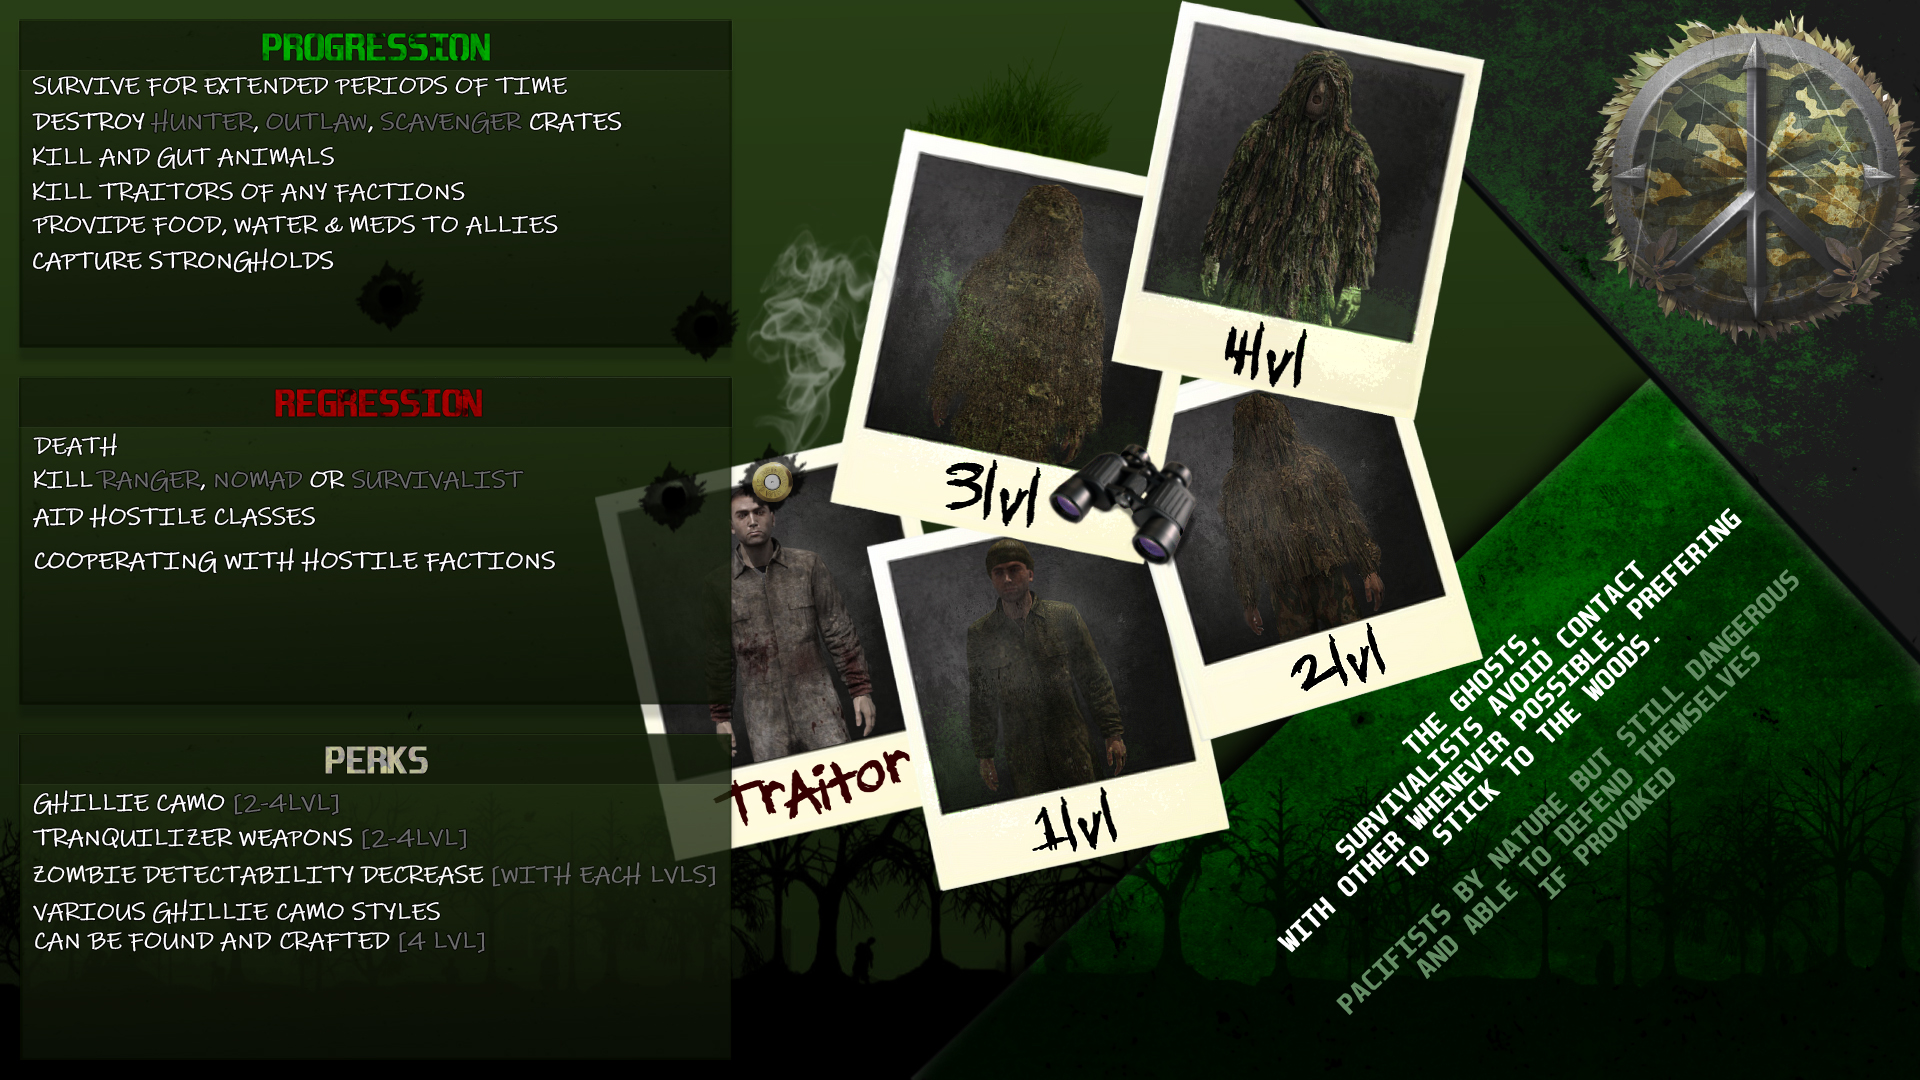 PROGRESSION
SURVIVE FOR EXTENDED PERIODS OF TIME
DESTROY HUNTER, OUTLAW, SCAVENGER CRATES
KILL AND GUT ANIMALS
KILL TRAITORS OF ANY FACTIONS
PROVIDE FOOD, WATER & MEDS TO ALLIES
CAPTURE STRONGHOLDS
REGRESSION
DEATH
KILL RANGER, NOMAD OR SURVIVALIST
AID HOSTILE CLASSES
COOPERATING WITH HOSTILE FACTIONS
PERKS
GHILLIE CAMO [2-4LVL]
TRANQUILIZER WEAPONS [2-4LVL]
ZOMBIE DETECTABILITY DECREASE [WITH EACH LVLS]
VARIOUS GHILLIE CAMO STYLES
CAN BE FOUND AND CRAFTED [4 LVL]
4lvl
3lvl
2lvl
TrAitor
1lvl
THE GHOSTS,
SURVIVALISTS AVOID CONTACT
WITH OTHER WHENEVER POSSIBLE, PREFERING
TO STICK TO THE WOODS.
PACIFISTS BY NATURE BUT STILL DANGEROUS
AND ABLE TO DEFEND THEMSELVES
IF PROVOKED